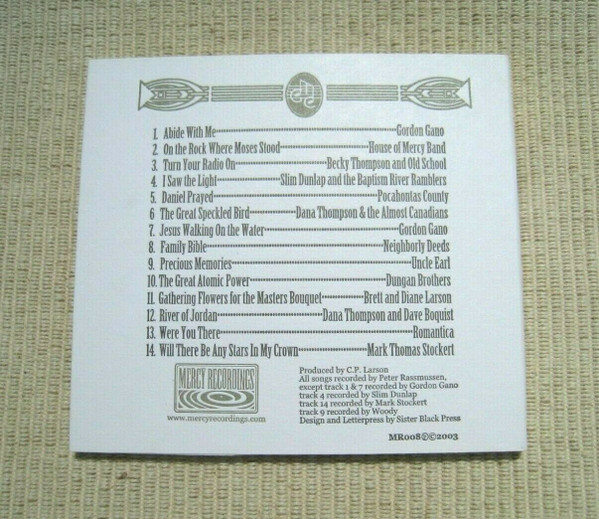 1. Abide With Me Gordon Gano
2. On the Rock Where Moses Stood House of Mercy Band
3. Turn Your Radio On Becky Thompson and Old School
4. I Saw the Light Slim Dunlap and the Baptism River Ramblers
5. Daniel Prayed Pocahontas County
6 The Great Speckled Bird Dana Thompson & the Almost Canadians
7. Jesus Walking On the Water Gordon Gano
8. Family Bible Neighborly Deeds
9. Precious Memories Uncle Earl
10. The Great Atomic Power Dungan Brothers
11. Gathering Flowers for the Masters Bouquet Brett and Diane Larson
12. River of Jordan Dana Thompson and Dave Boquist
13. Were You There Romantica
14. Will There Be Any Stars In My Crown Mark Thomas Stockert
MERCY RECORDINGS
www.mercyrecordings.com
Produced by C.P. Larson
All songs recorded by Peter Rassmussen,
except track 1 & 7 recorded by Gordon Gano
track 4 recorded by Slim Dunlap
track 14 recorded by Mark Stockert
track 9 recorded by Woody
Design and Letterpress by Sister Black Press
MR008℗©2003